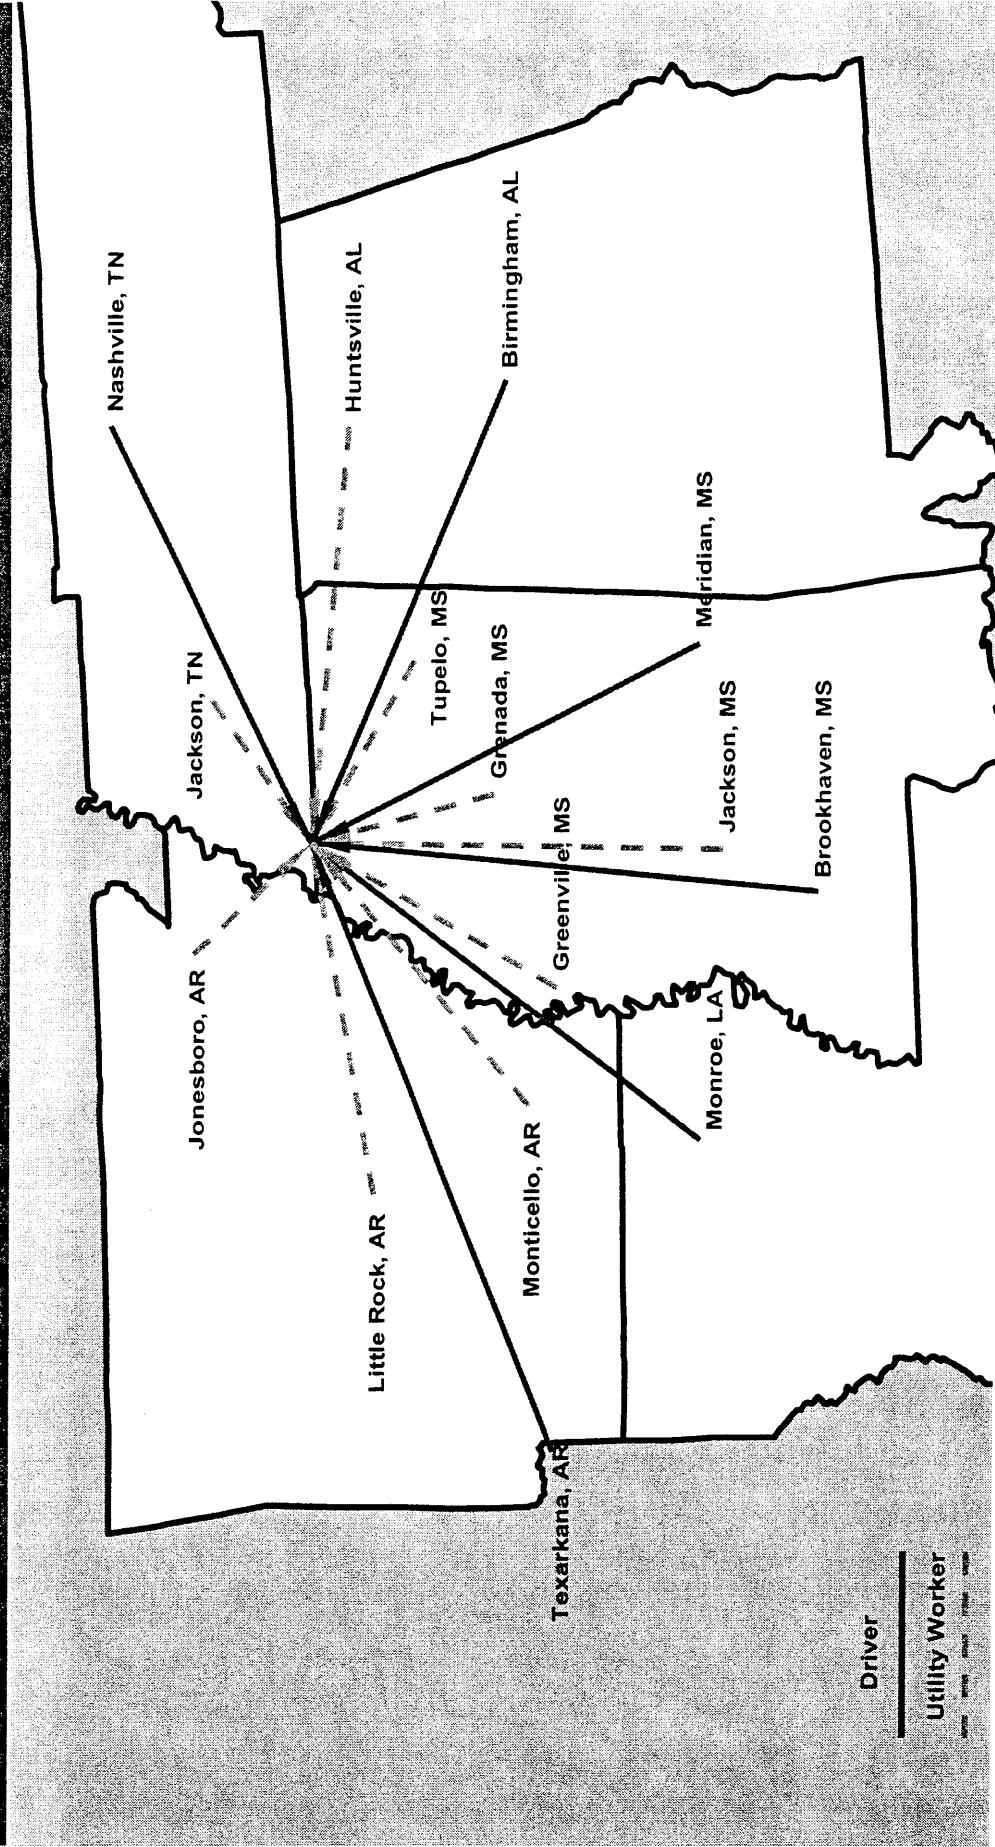 Nashville, TN
Jackson, TN
Jonesboro, AR
Huntsville, AL
Little Rock, AR
Tupelo, MS
Birmingham, AL
Grenada, MS
Monticello, AR
Greenville, MS
Texarkana, AR
Meridian, MS
Jackson, MS
Monroe, LA
Brookhaven, MS
Driver
Utility Worker